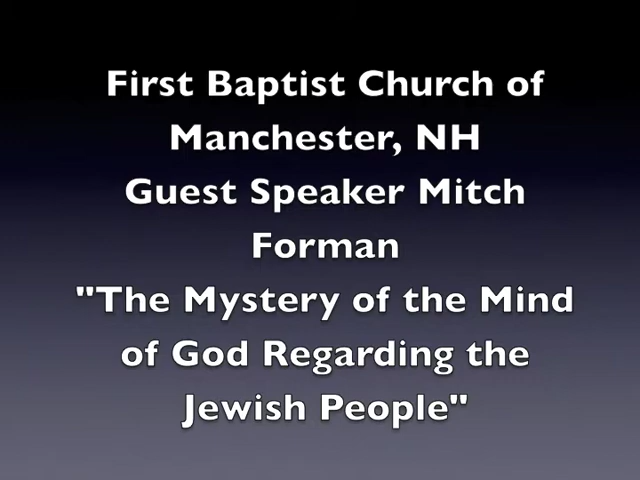 First Baptist Church of
Manchester, NH
Guest Speaker Mitch
Forman
"The Mystery of the Mind
of God Regarding the
Jewish People"